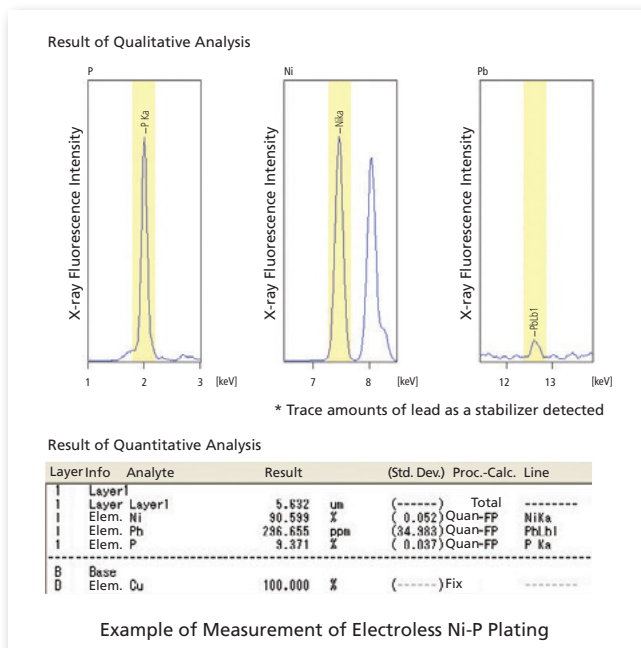 Result of Qualitative Analysis
P
Ni
Pb
X-ray Fluorescence Intensity
X-ray Fluorescence Intensity
X-ray Fluorescence Intensity
P Ka
Nika
PbLb1
1 2 3 [keV]
7 8 [keV]
12 13 [keV]
* Trace amounts of lead as a stabilizer detected
Result of Quantitative Analysis
Layer Info Analyte Result (Std. Dev.) Proc.-Calc. Line
1 Layer1
1 Layer Layer1 5.632 um (------) Total --------
1 Elem. Ni 90.599 % ( 0.052) Quan-FP NiKa
1 Elem. Pb 296.655 ppm (34.983) Quan-FP PbLb1
1 Elem. P 9.371 % ( 0.037) Quan-FP P Ka
B Base
B Elem. Cu 100.000 % (------) Fix --------
Example of Measurement of Electroless Ni-P Plating